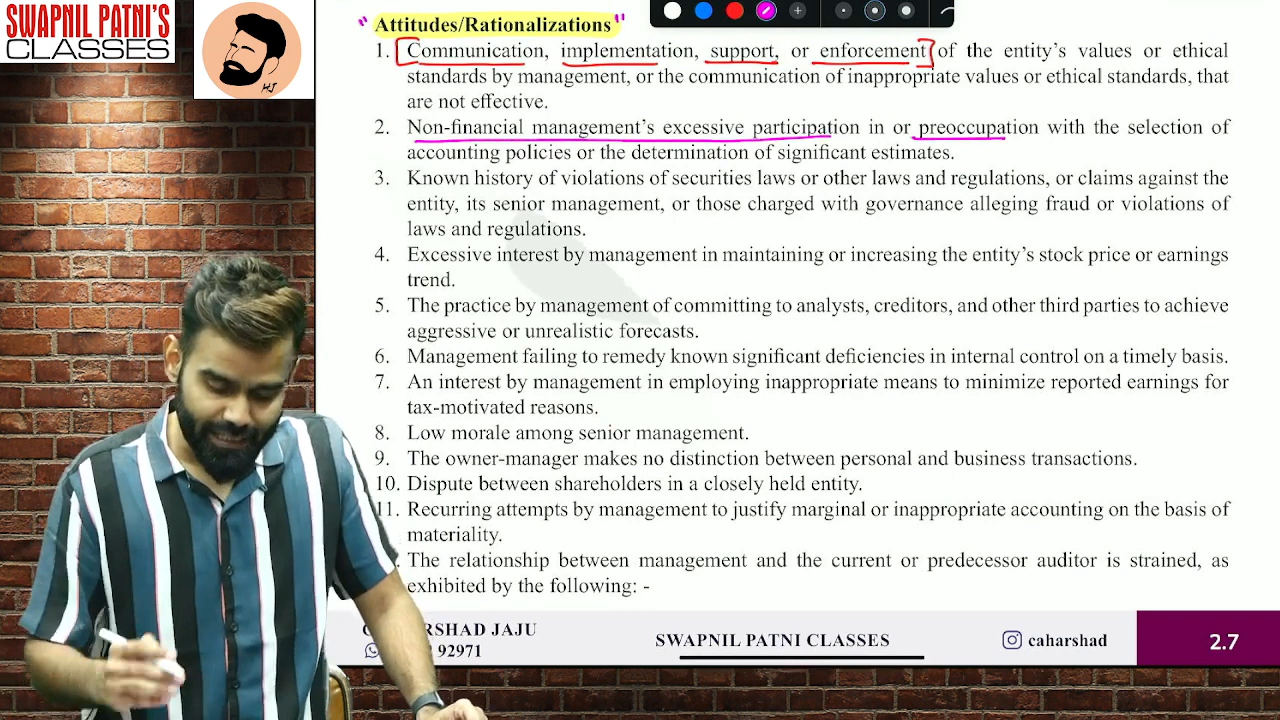 SWAPNIL PATNI'S
CLASSES
HJ
" Attitudes/Rationalizations "
1. Communication, implementation, support or enforcement of the entity's values or ethical
standards by management, or the communication of inappropriate values or ethical standards, that
are not effective.
2. Non-financial management's excessive participation in or preoccupation with the selection of
accounting policies or the determination of significant estimates.
3. Known history of violations of securities laws or other laws and regulations, or claims against the
entity, its senior management, or those charged with governance alleging fraud or violations of
laws and regulations.
4. Excessive interest by management in maintaining or increasing the entity's stock price or earnings
trend.
5. The practice by management of committing to analysts, creditors, and other third parties to achieve
aggressive or unrealistic forecasts.
6. Management failing to remedy known significant deficiencies in internal control on a timely basis.
7. An interest by management in employing inappropriate means to minimize reported earnings for
tax-motivated reasons.
8. Low morale among senior management.
9. The owner-manager makes no distinction between personal and business transactions.
10. Dispute between shareholders in a closely held entity.
11. Recurring attempts by management to justify marginal or inappropriate accounting on the basis of
materiality.
The relationship between management and the current or predecessor auditor is strained, as
exhibited by the following: -
JAJU
92971
SWAPNIL PATNI CLASSES
caharshad
2.7